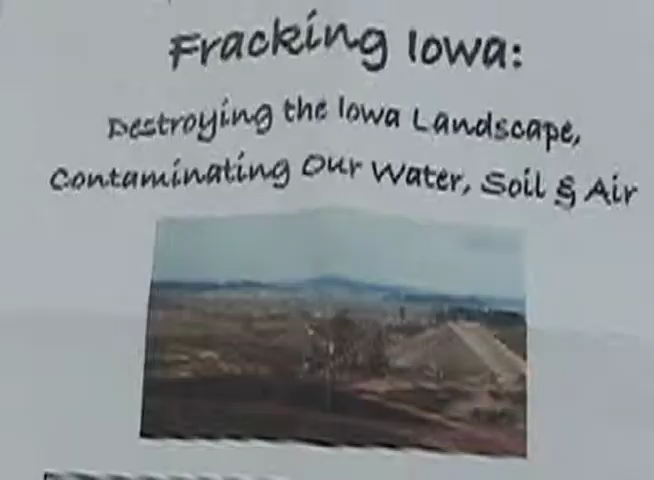 Fracking Iowa:
Destroying the Iowa Landscape,
Contaminating Our Water, Soil & Air